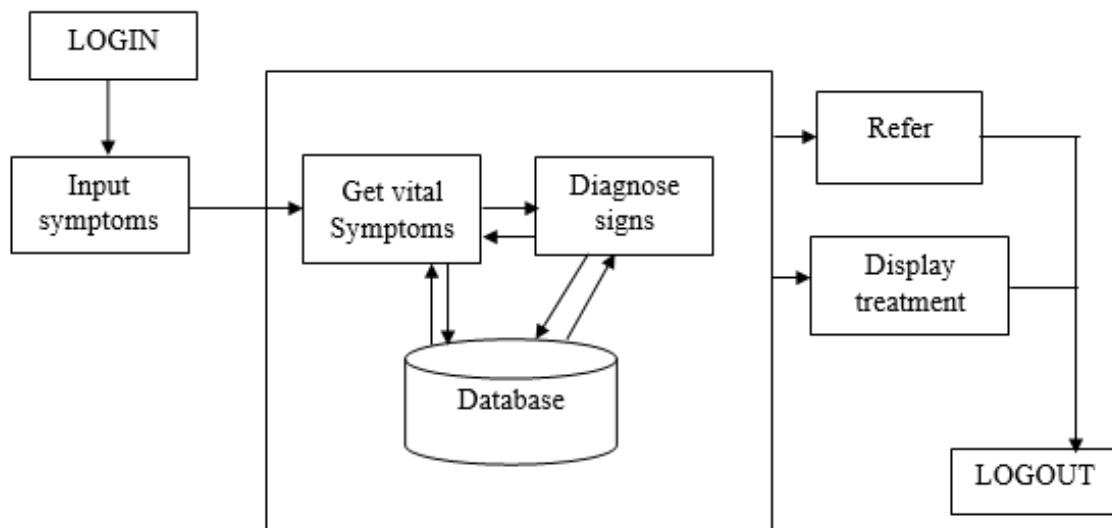 LOGIN
Input
symptoms
Get vital
Symptoms
Diagnose
signs
Database
Refer
Display
treatment
LOGOUT